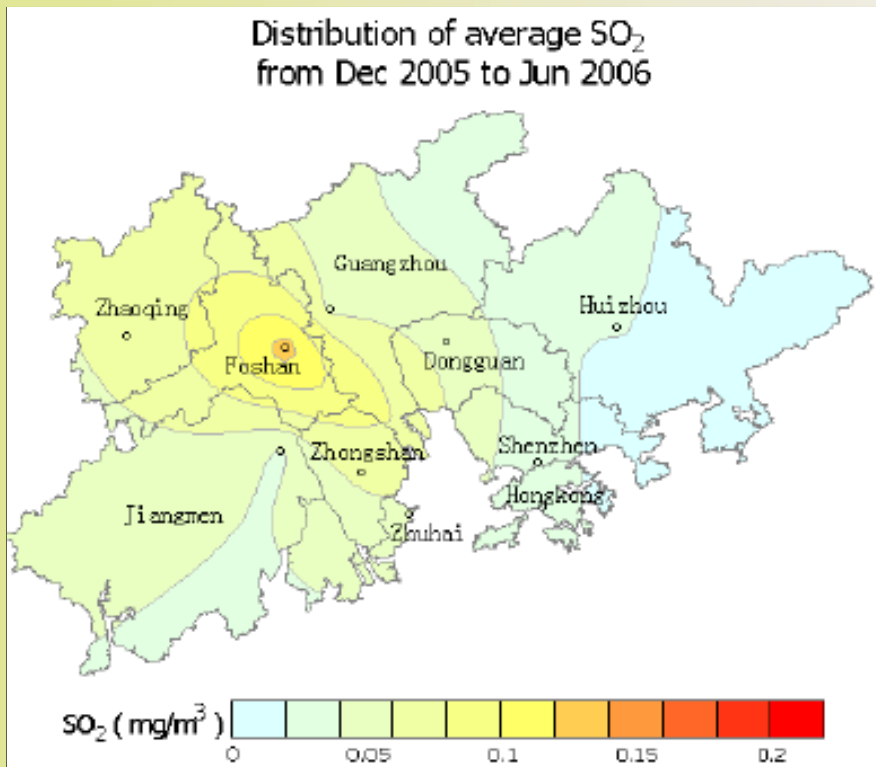 Distribution of average SO₂
from Dec 2005 to Jun 2006
Guangzhou
Zhaoqing
Huizhou
Foshan
Dongguan
Zhongshan
Shenzhen
Hongkong
Jiangmen
Zhuhai
SO₂ (mg/m³)
0 0.05 0.1 0.15 0.2